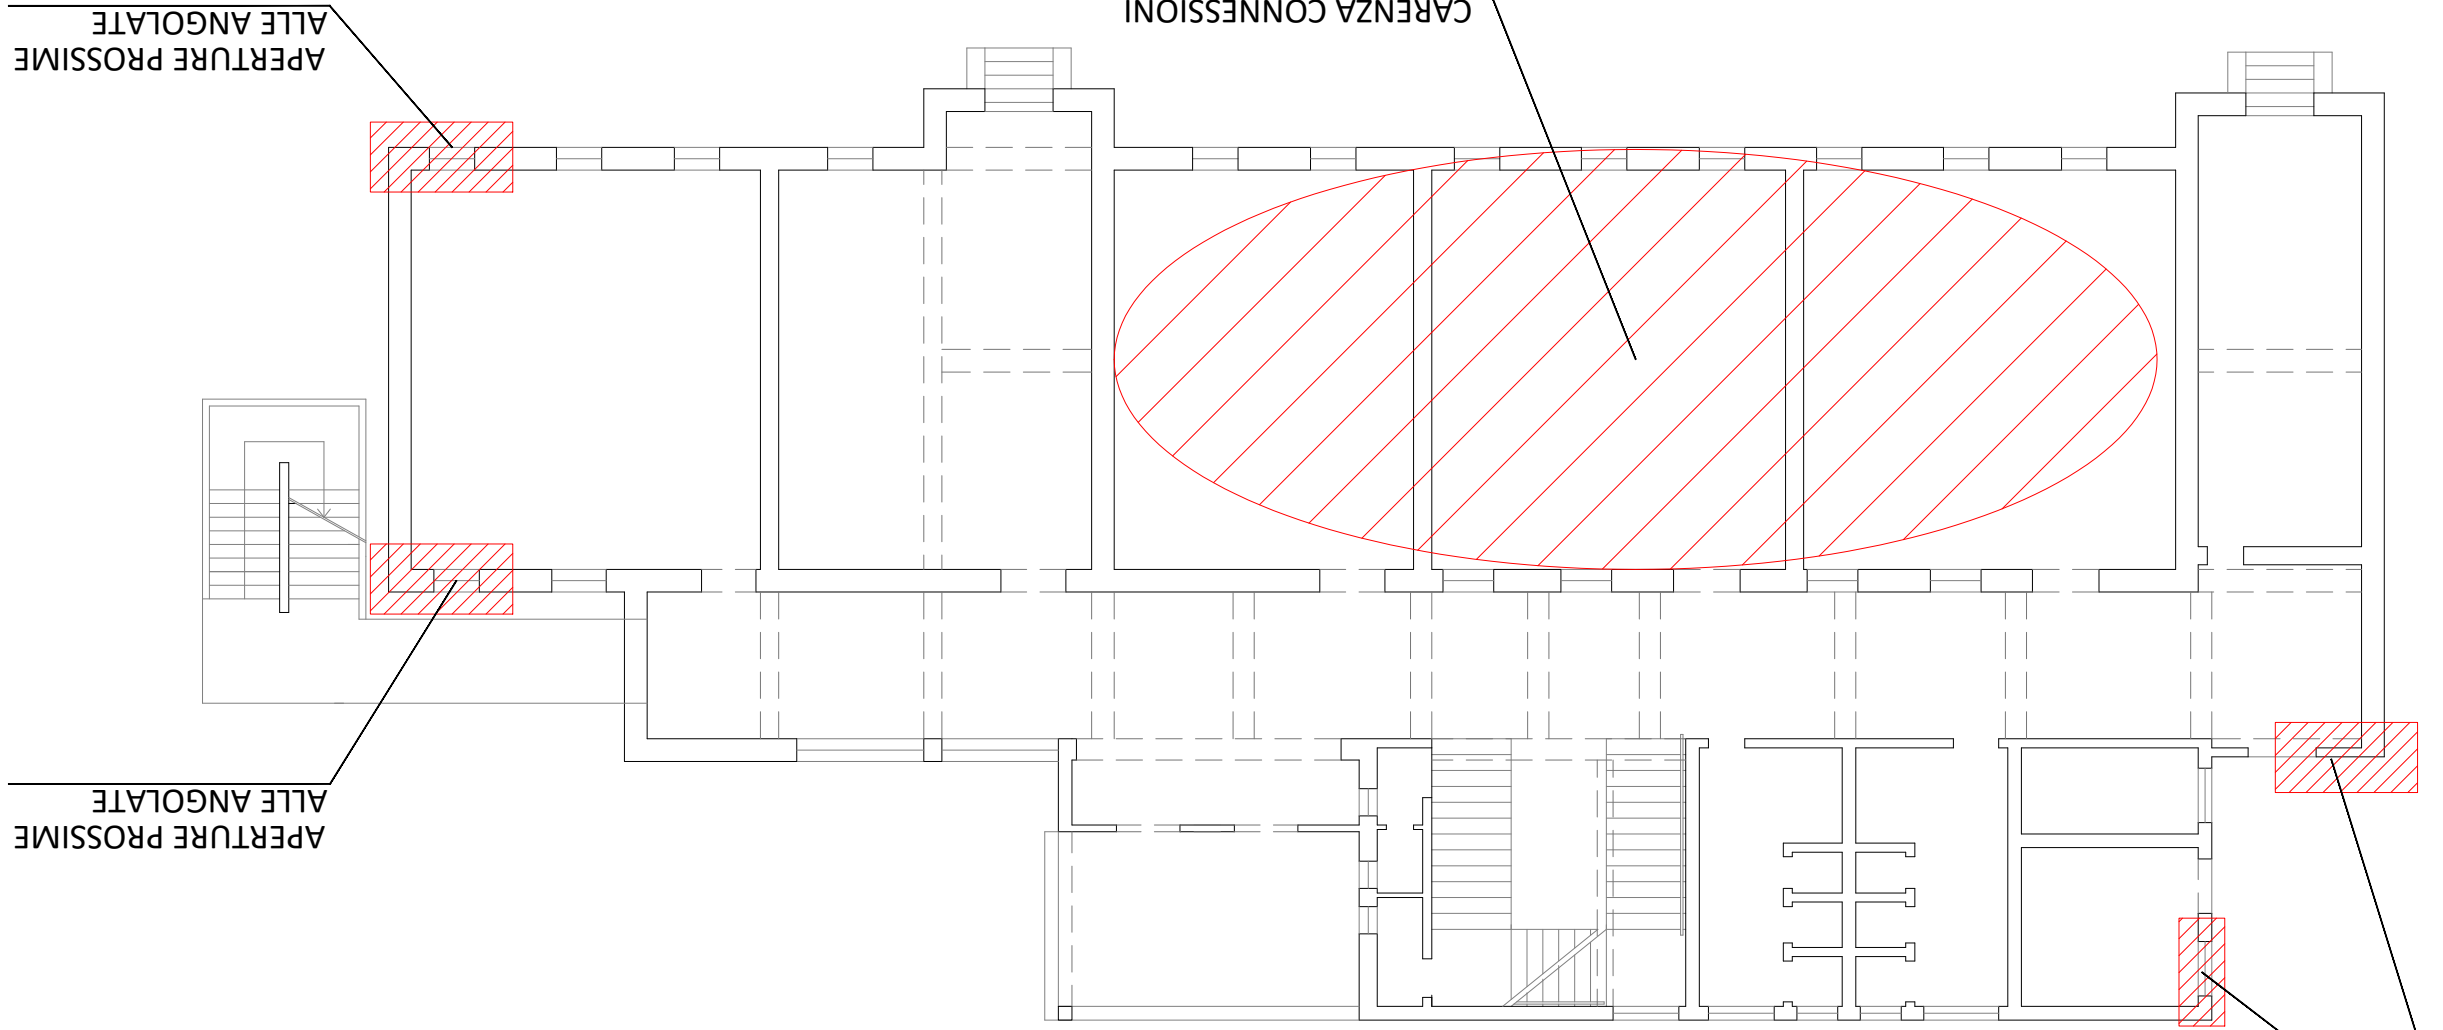 APERTURE PROSSIME
ALLE ANGOLATE
CARENZA CONNESSIONI
APERTURE PROSSIME
ALLE ANGOLATE